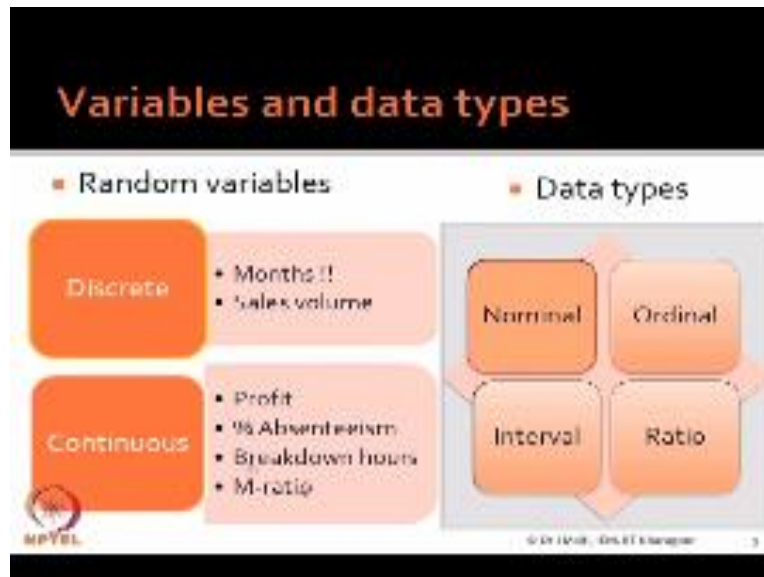 Variables and data types
Random variables
Discrete
• Months !!
• Sales volume
Continuous
• Profit
• % Absenteeism
• Breakdown hours
• M-ratio
Data types
Nominal
Ordinal
Interval
Ratio
NPTEL